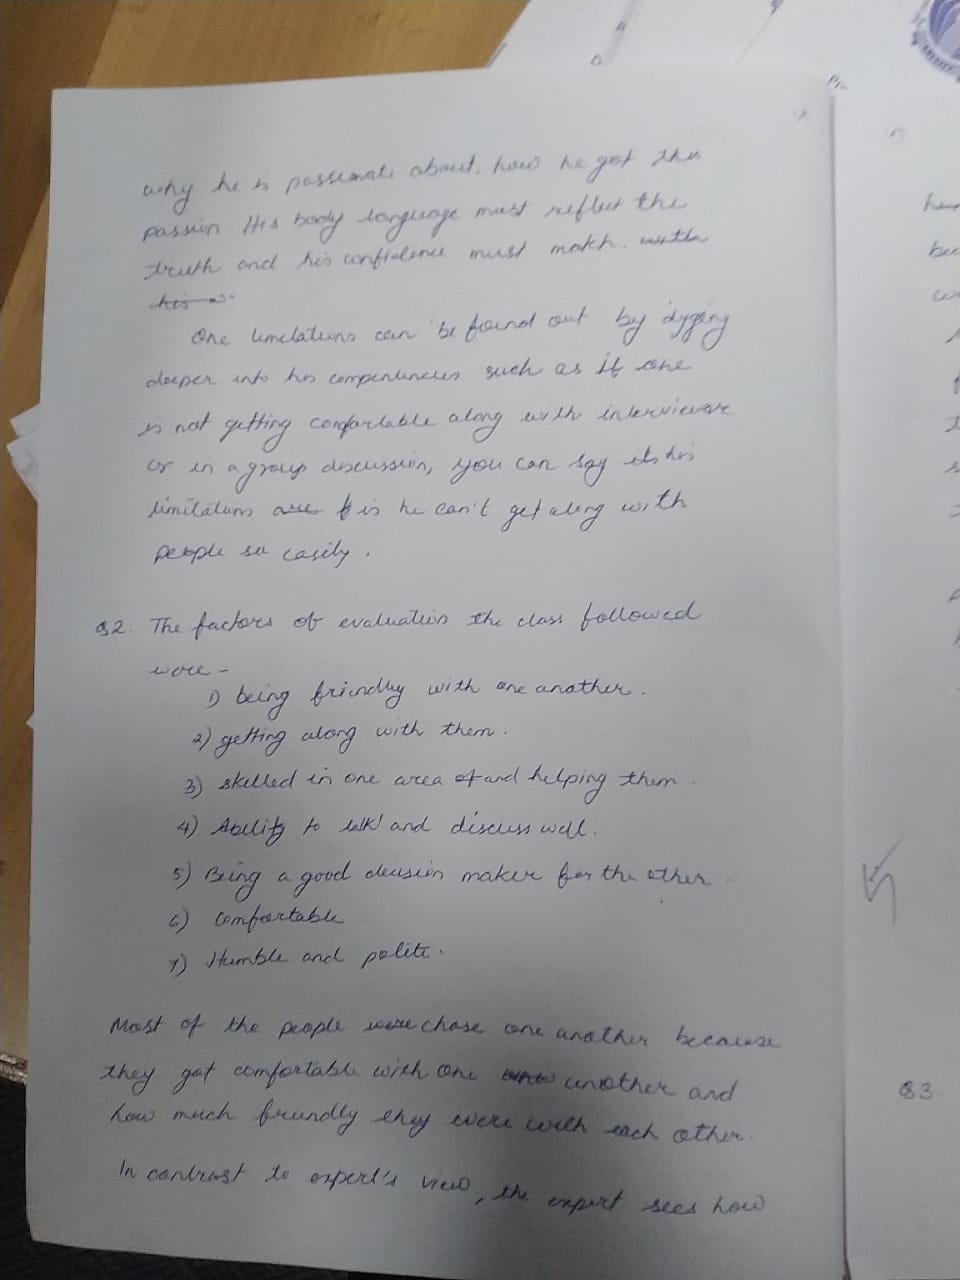 why he is passionate about, how he got this
passion. His body language must reflect the
truth and his confidence must match. with
his
One limelations can be found out by digging
deeper into his compentencies such as if one
is not getting comfortable along with interviewer
or in a group discussion, you can say its his
limitations is he can't get along with
people so easily.
Q2. The factors of evaluation the class followed
were -
1) being friendly with one another.
2) getting along with them.
3) skilled in one area of and helping them.
4) Ability to talk and discuss well.
5) Being a good decision maker for the other.
6) Comfortable
7) Humble and polite.
Most of the people chose one another because
they got comfortable with one another and
how much friendly they were with each other.
In contrast to expert's view, the expert sees how
Q3.